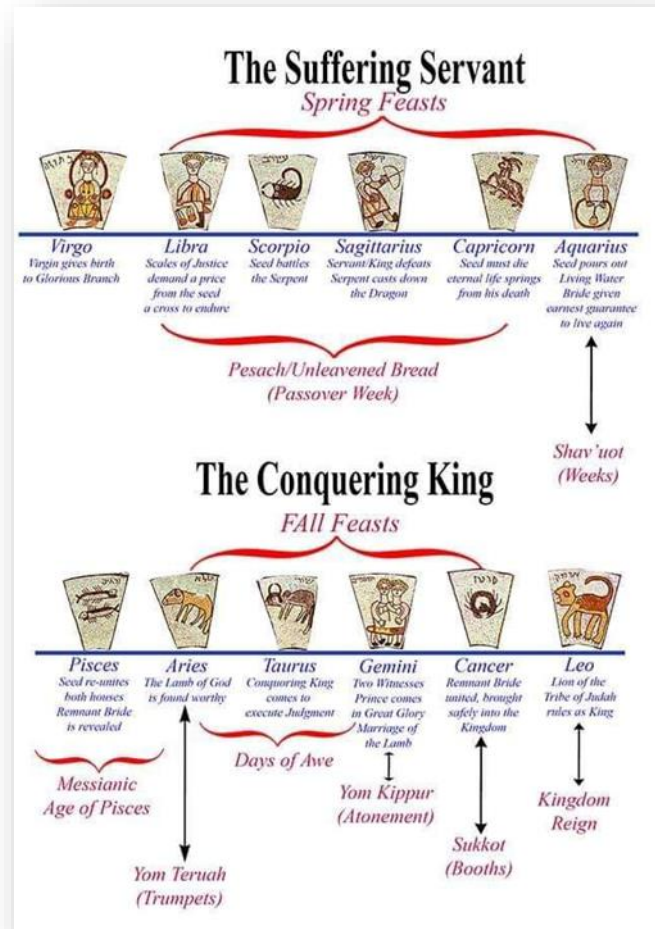 The Suffering Servant
Spring Feasts
Virgo
Virgin gives birth
to Glorious Branch
Libra
Scales of Justice
demand a price
from the seed
a cross to endure
Scorpio
Seed battles
the Serpent
Sagittarius
Servant/King defeats
Serpent casts down
the Dragon
Capricorn
Seed must die
eternal life springs
from his death
Aquarius
Seed pours out
Living Water
Bride given
earnest guarantee
to live again
Pesach/Unleavened Bread
(Passover Week)
Shav'uot
(Weeks)
The Conquering King
FAll Feasts
Pisces
Seed re-unites
both houses
Remnant Bride
is revealed
Aries
The Lamb of God
is found worthy
Taurus
Conquoring King
comes to
execute Judgment
Gemini
Two Witnesses
Prince comes
in Great Glory
Marriage of
the Lamb
Cancer
Remnant Bride
united, brought
safely into the
Kingdom
Leo
Lion of the
Tribe of Judah
rules as King
Messianic
Age of Pisces
Days of Awe
Yom Kippur
(Atonement)
Kingdom
Reign
Sukkot
(Booths)
Yom Teruah
(Trumpets)